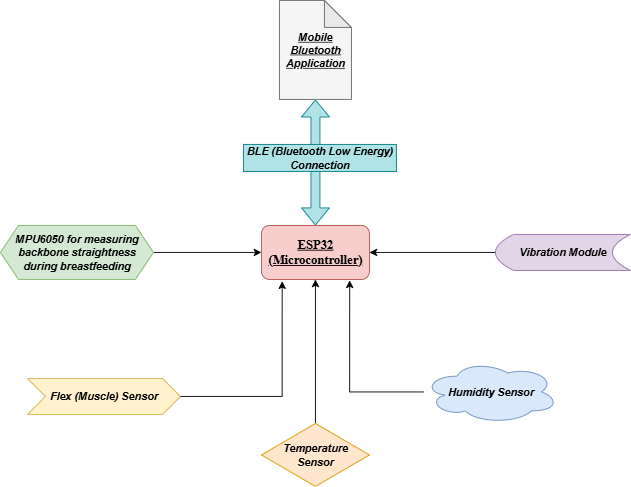 Mobile
Bluetooth
Application
BLE (Bluetooth Low Energy)
Connection
MPU6050 for measuring
backbone straightness
during breastfeeding
ESP32
(Microcontroller)
Vibration Module
Flex (Muscle) Sensor
Humidity Sensor
Temperature
Sensor